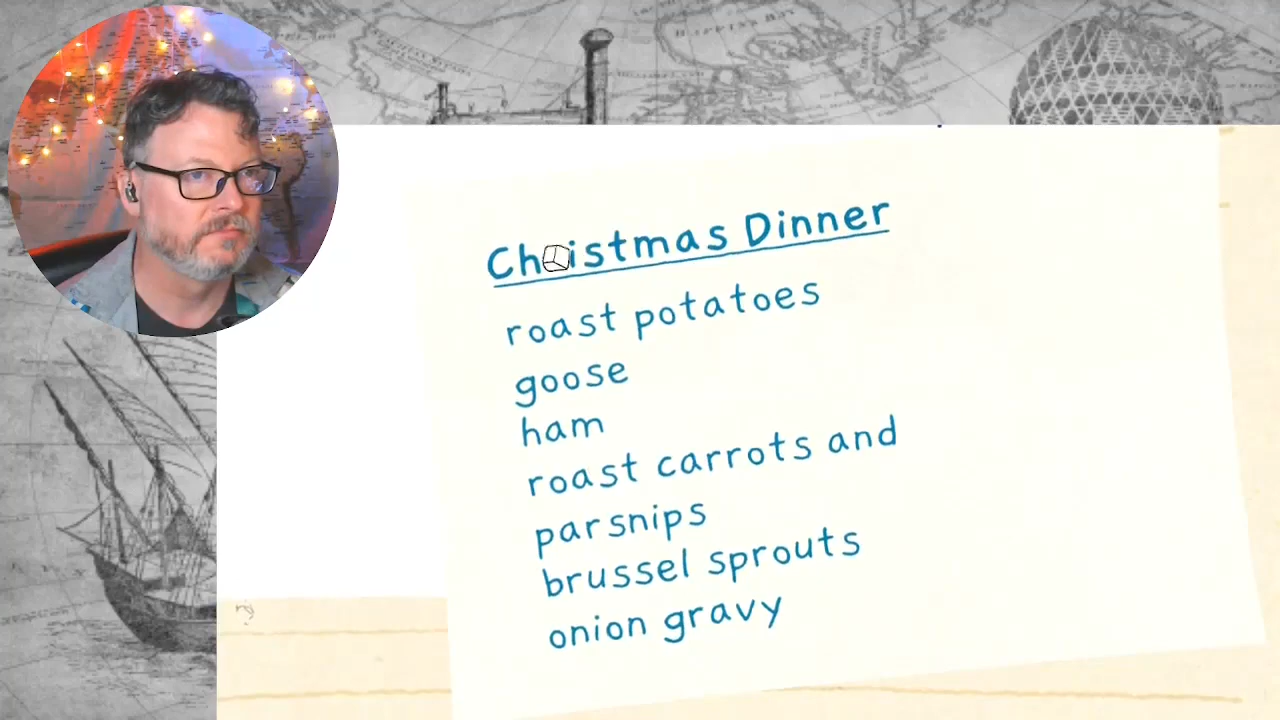 Christmas Dinner
roast potatoes
goose
ham
roast carrots and
parsnips
brussel sprouts
onion gravy